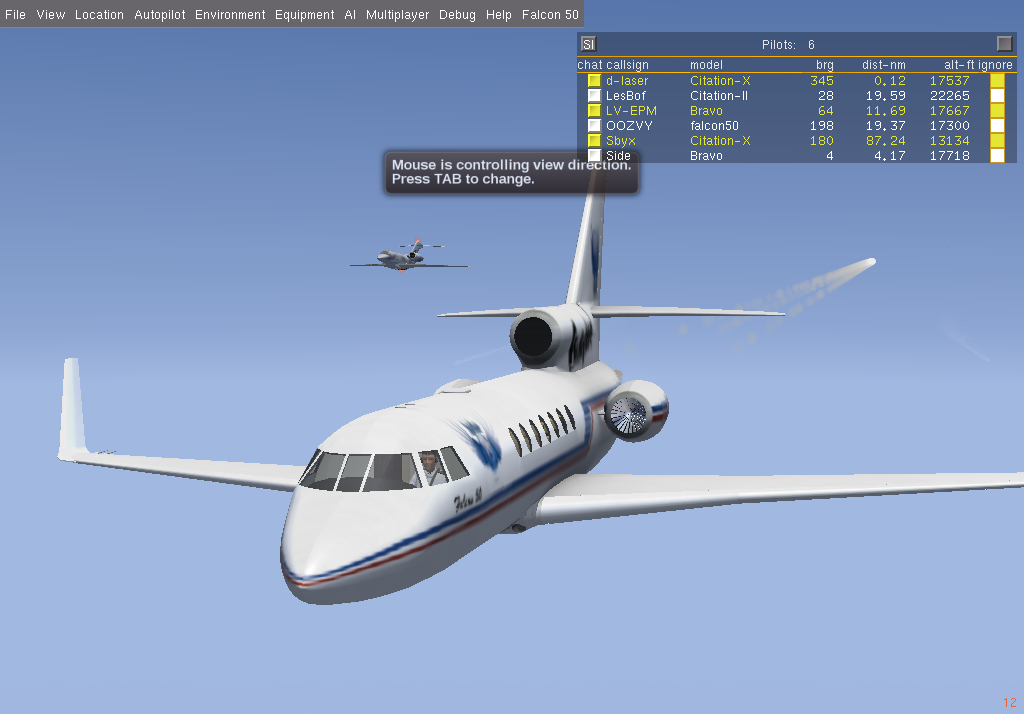 File View Location Autopilot Environment Equipment AI Multiplayer Debug Help Falcon 50
SI Pilots: 6
chat callsign model brg dist-nm alt-ft ignore
d-laser Citation-X 345 0.12 17537
LesBof Citation-II 28 19.59 22265
LV-EPM Bravo 64 11.69 17667
OOZVY falcon50 198 19.37 17300
Sbyx Citation-X 180 87.24 13134
Side Bravo 4 4.17 17718
Mouse is controlling view direction.
Press TAB to change.
Falcon 50
12